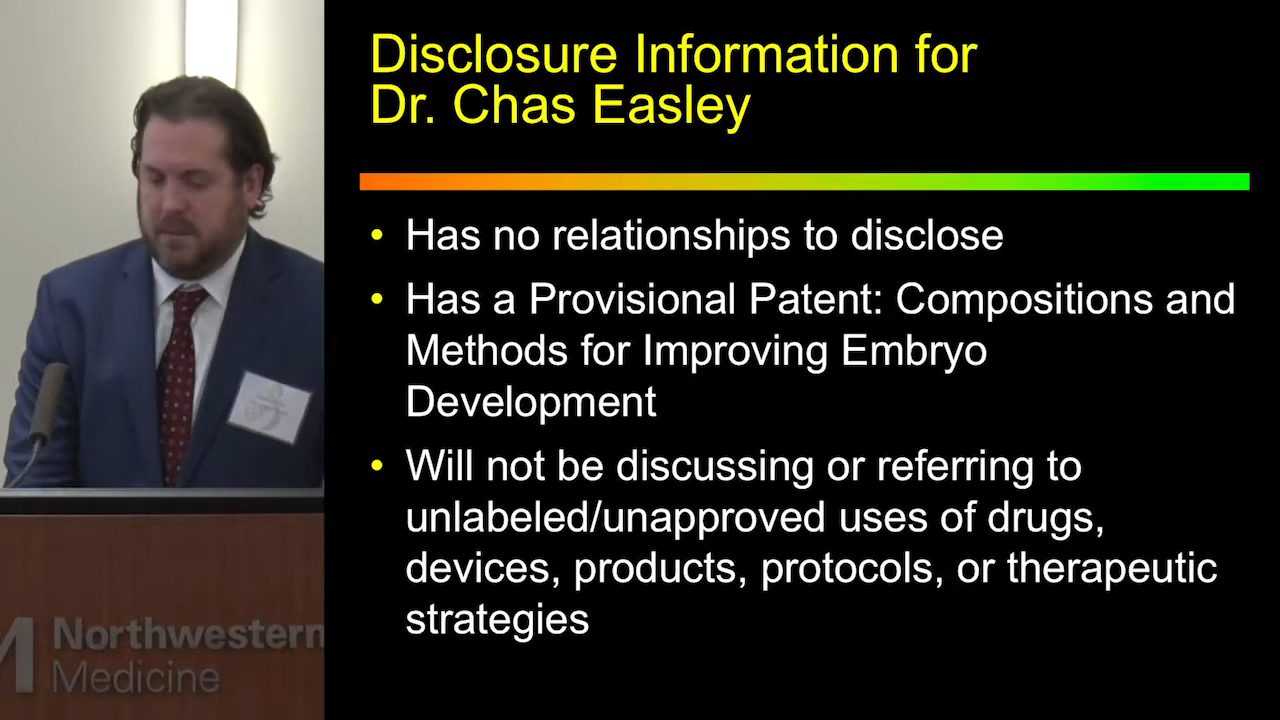 Disclosure Information for
Dr. Chas Easley
• Has no relationships to disclose
• Has a Provisional Patent: Compositions and
Methods for Improving Embryo
Development
• Will not be discussing or referring to
unlabeled/unapproved uses of drugs,
devices, products, protocols, or therapeutic
strategies
M Northwestern
Medicine